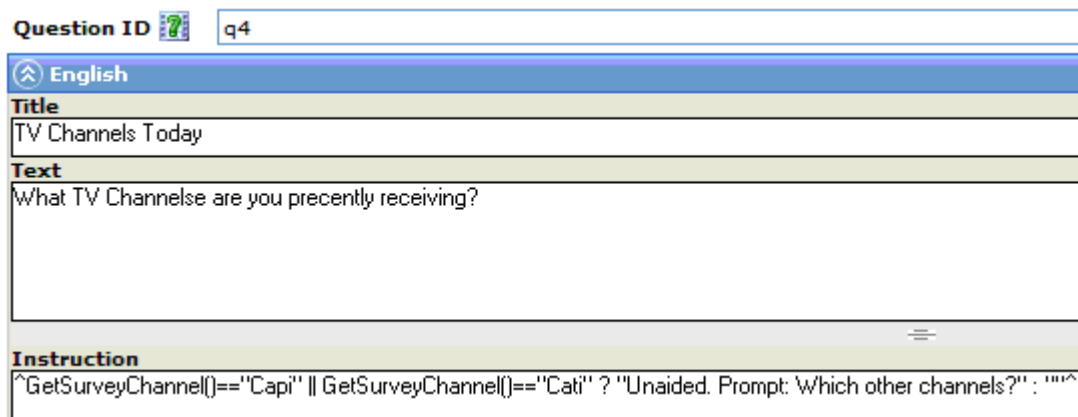 Question ID q4
English
Title
TV Channels Today
Text
What TV Channelse are you precently receiving?
Instruction
^GetSurveyChannel()=="Capi" || GetSurveyChannel()=="Cati" ? "Unaided. Prompt: Which other channels?" : ""^